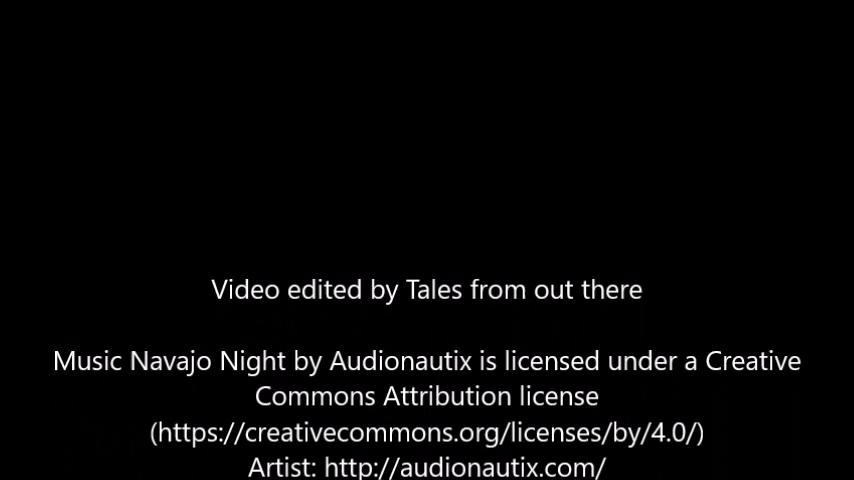 Video edited by Tales from out there
Music Navajo Night by Audionautix is licensed under a Creative
Commons Attribution license
(https://creativecommons.org/licenses/by/4.0/)
Artist: http://audionautix.com/